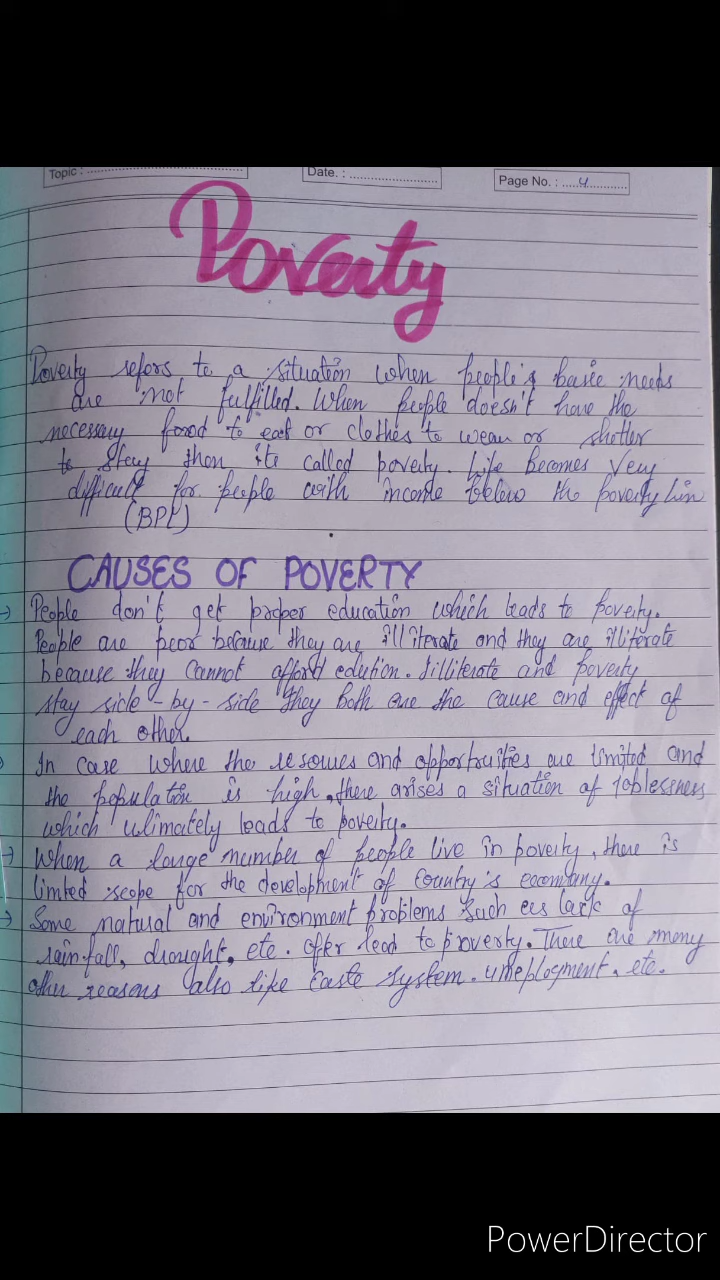 Topic :
Date. :
Page No. : 4
Poverty
Poverty refers to a situation when people's basic needs
are not fulfilled. When people doesn't have the
necessary food to eat or clothes to wear or shelter
to stay then its called poverty. Life becomes very
difficult for people with income below the poverty line
(BPL)
CAUSES OF POVERTY
→ People don't get proper education which leads to poverty.
People are poor because they are illiterate and they are illiterate
because they cannot afford edution. Iilliterate and poverty
stay side-by-side they both are the cause and effect of
each other.
→ In case where the resoures and opportruities are limited and
the population is high, there arises a situation of Joblessness
which ulimately leads to poverty.
→ When a large number of people live in poverty, there is
limited scope for the development of country's ecomany.
→ Some natural and environment problems such as lack of
rainfall, drought, etc. ofter lead to poverty. There are many
other reasons also like caste system. umeployment, etc.
PowerDirector